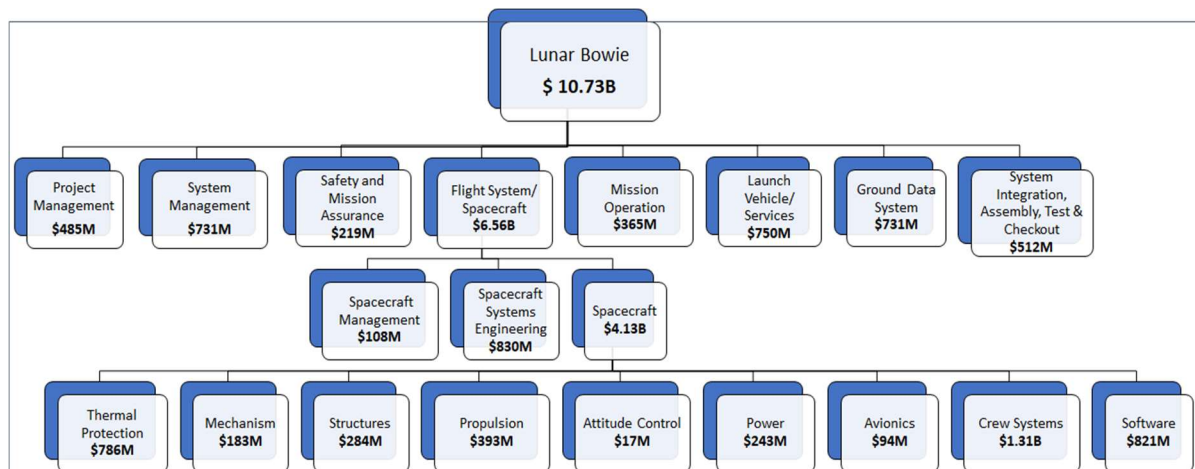 Lunar Bowie
$ 10.73B
Project
Management
$485M
System
Management
$731M
Safety and
Mission
Assurance
$219M
Flight System/
Spacecraft
$6.56B
Mission
Operation
$365M
Launch
Vehicle/
Services
$750M
Ground Data
System
$731M
System
Integration,
Assembly, Test &
Checkout
$512M
Spacecraft
Management
$108M
Spacecraft
Systems
Engineering
$830M
Spacecraft
$4.13B
Thermal
Protection
$786M
Mechanism
$183M
Structures
$284M
Propulsion
$393M
Attitude Control
$17M
Power
$243M
Avionics
$94M
Crew Systems
$1.31B
Software
$821M